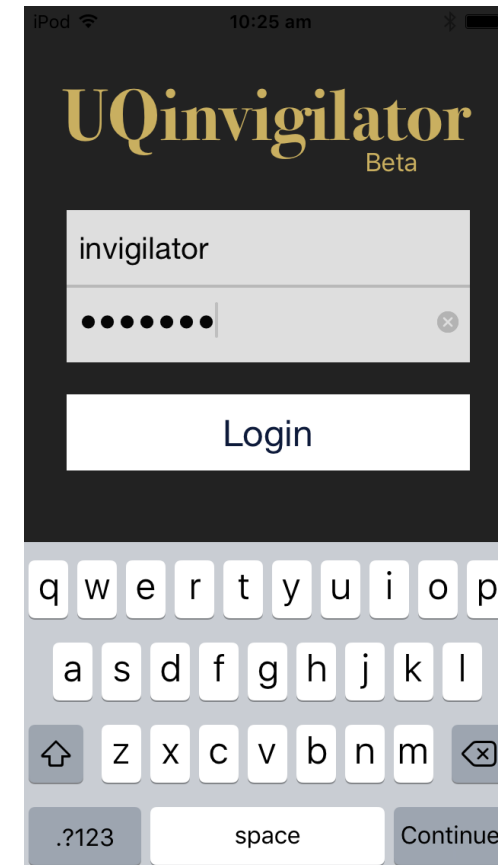 iPod 10:25 am
UQinvigilator
Beta
invigilator
•••••••
Login
q w e r t y u i o p
a s d f g h j k l
z x c v b n m
.?123 space Continue